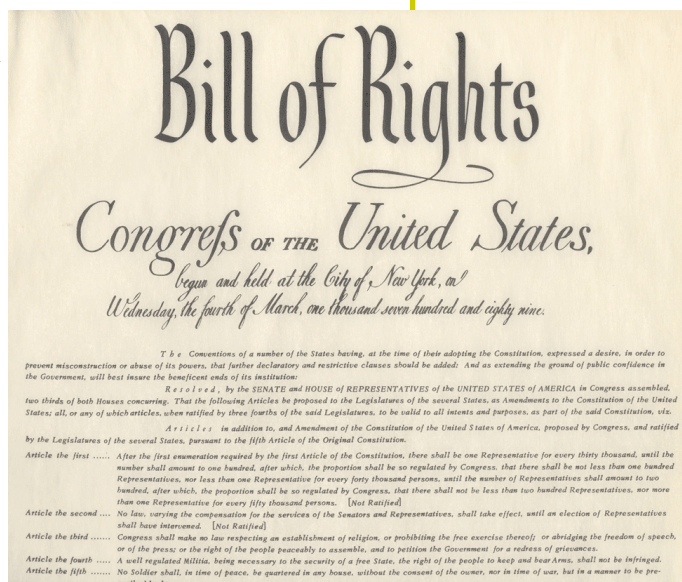 Bill of Rights
Congreſs OF THE United States,
begun and held at the City of New York, on
Wednesday, the fourth of March, one thousand seven hundred and eighty nine.
The Conventions of a number of the States having, at the time of their adopting the Constitution, expressed a desire, in order to
prevent misconstruction or abuse of its powers, that further declaratory and restrictive clauses should be added: And as extending the ground of public confidence in
the Government, will best insure the beneficent ends of its institution:
Resolved, by the SENATE and HOUSE of REPRESENTATIVES of the UNITED STATES of AMERICA in Congress assembled,
two thirds of both Houses concurring. That the following Articles be proposed to the Legislatures of the several States, as Amendments to the Constitution of the United
States; all, or any of which articles, when ratified by three fourths of the said Legislatures, to be valid to all intents and purposes, as part of the said Constitution, viz.
Articles in addition to, and Amendment of the Constitution of the United States of America, proposed by Congress, and ratified
by the Legislatures of the several States, pursuant to the fifth Article of the Original Constitution.
Article the first ...... After the first enumeration required by the first Article of the Constitution, there shall be one Representative for every thirty thousand, until the
number shall amount to one hundred, after which, the proportion shall be so regulated by Congress, that there shall be not less than one hundred
Representatives, nor less than one Representative for every forty thousand persons, until the number of Representatives shall amount to two
hundred, after which, the proportion shall be so regulated by Congress, that there shall not be less than two hundred Representatives, nor more
than one Representative for every fifty thousand persons. [Not Ratified]
Article the second .... No law, varying the compensation for the services of the Senators and Representatives, shall take effect, until an election of Representatives
shall have intervened. [Not Ratified]
Article the third ...... Congress shall make no law respecting an establishment of religion, or prohibiting the free exercise thereof; or abridging the freedom of speech,
or of the press; or the right of the people peaceably to assemble, and to petition the Government for a redress of grievances.
Article the fourth ..... A well regulated Militia, being necessary to the security of a free State, the right of the people to keep and bear Arms, shall not be infringed.
Article the fifth ...... No Soldier shall, in time of peace, be quartered in any house, without the consent of the owner, nor in time of war, but in a manner to be pre-